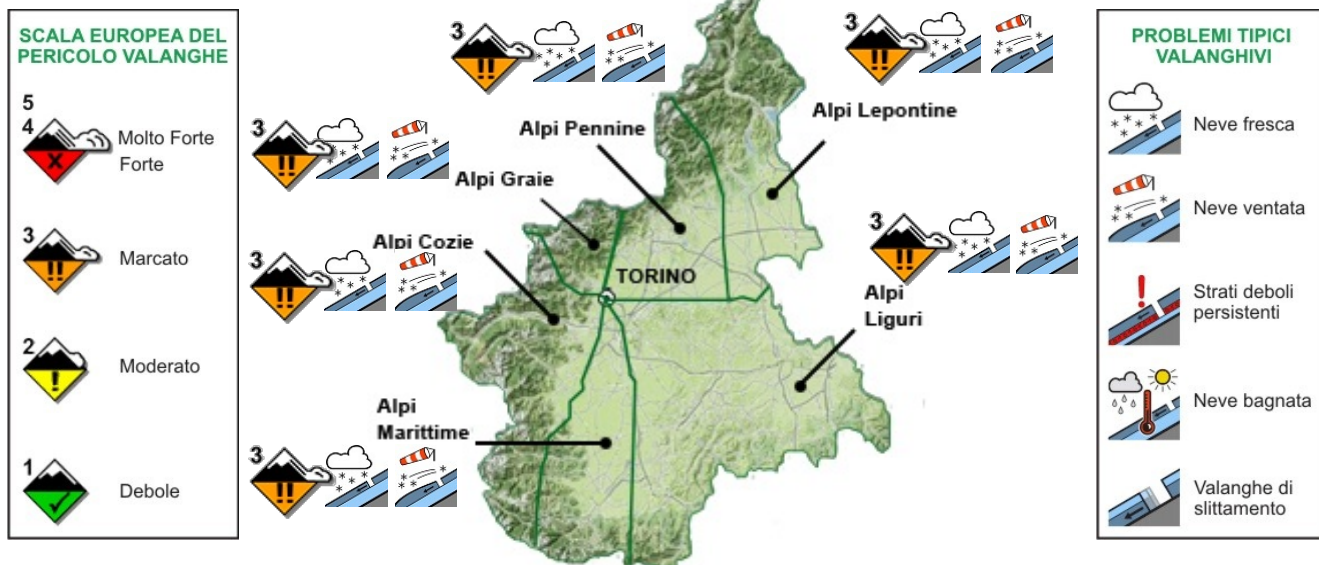 SCALA EUROPEA DEL
PERICOLO VALANGHE
5
4
Molto Forte
Forte
3
Marcato
2
Moderato
1
Debole
3
3
3
3
3
3
Alpi Lepontine
Alpi Pennine
Alpi Graie
Alpi Cozie
TORINO
Alpi
Liguri
Alpi
Marittime
PROBLEMI TIPICI
VALANGHIVI
Neve fresca
Neve ventata
Strati deboli
persistenti
Neve bagnata
Valanghe di
slittamento